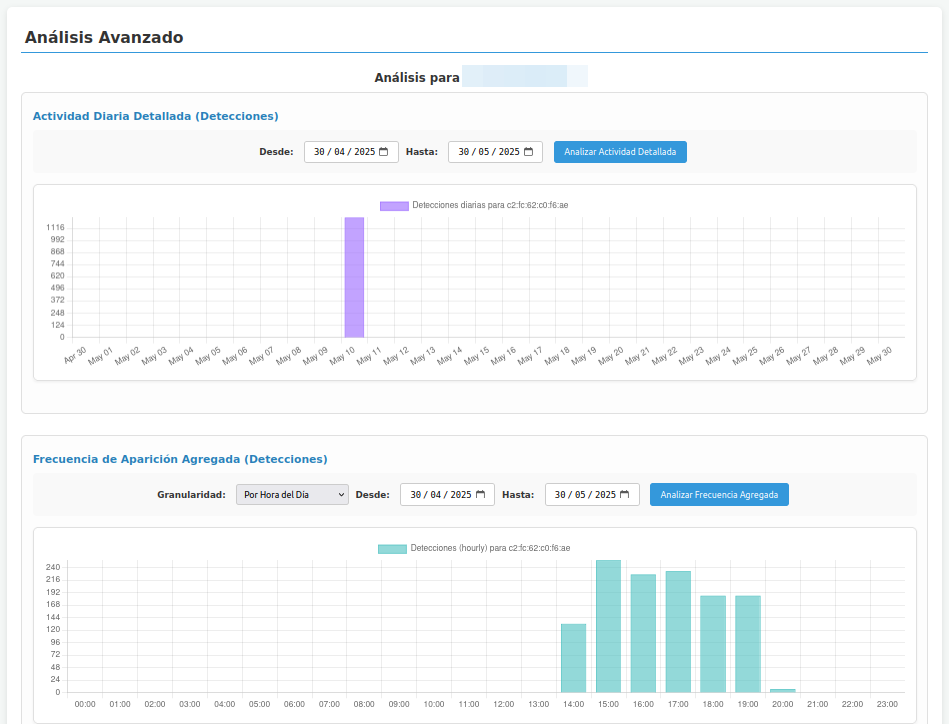 Análisis Avanzado
Análisis para
Actividad Diaria Detallada (Detecciones)
Desde: 30/04/2025 Hasta: 30/05/2025 Analizar Actividad Detallada
Detecciones diarias para c2:fc:62:c0:f6:ae
1116
992
868
744
620
496
372
248
124
0
Apr 30 May 01 May 02 May 03 May 04 May 05 May 06 May 07 May 08 May 09 May 10 May 11 May 12 May 13 May 14 May 15 May 16 May 17 May 18 May 19 May 20 May 21 May 22 May 23 May 24 May 25 May 26 May 27 May 28 May 29 May 30
Frecuencia de Aparición Agregada (Detecciones)
Granularidad: Por Hora del Día Desde: 30/04/2025 Hasta: 30/05/2025 Analizar Frecuencia Agregada
Detecciones (hourly) para c2:fc:62:c0:f6:ae
240
216
192
168
144
120
96
72
48
24
0
00:00 01:00 02:00 03:00 04:00 05:00 06:00 07:00 08:00 09:00 10:00 11:00 12:00 13:00 14:00 15:00 16:00 17:00 18:00 19:00 20:00 21:00 22:00 23:00